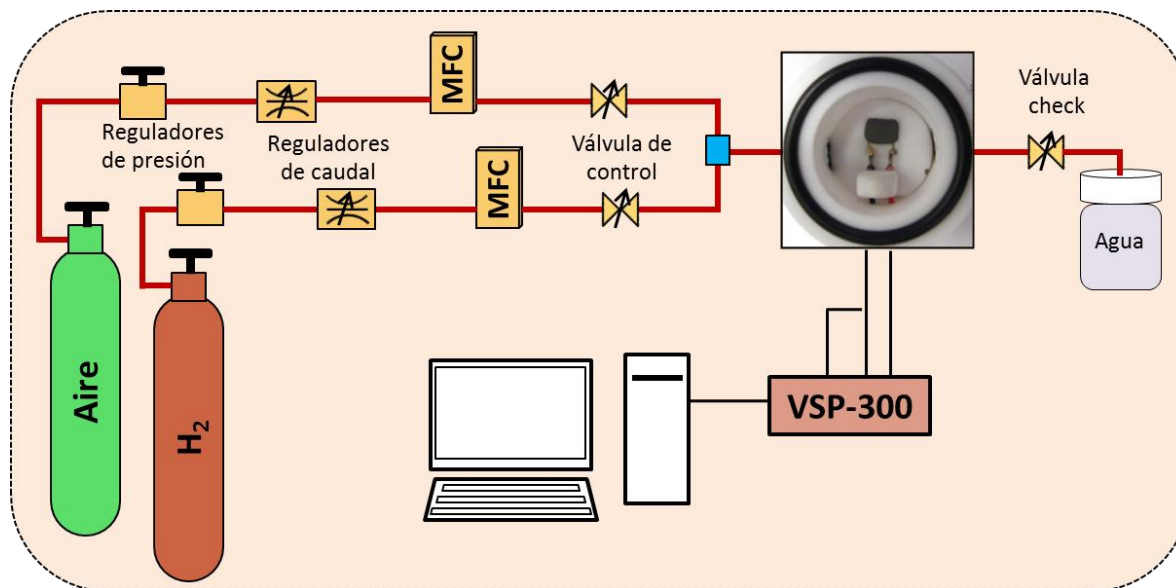 MFC
Reguladores
de presión
Reguladores
de caudal
MFC
Válvula de
control
Válvula
check
Agua
Aire
H₂
VSP-300